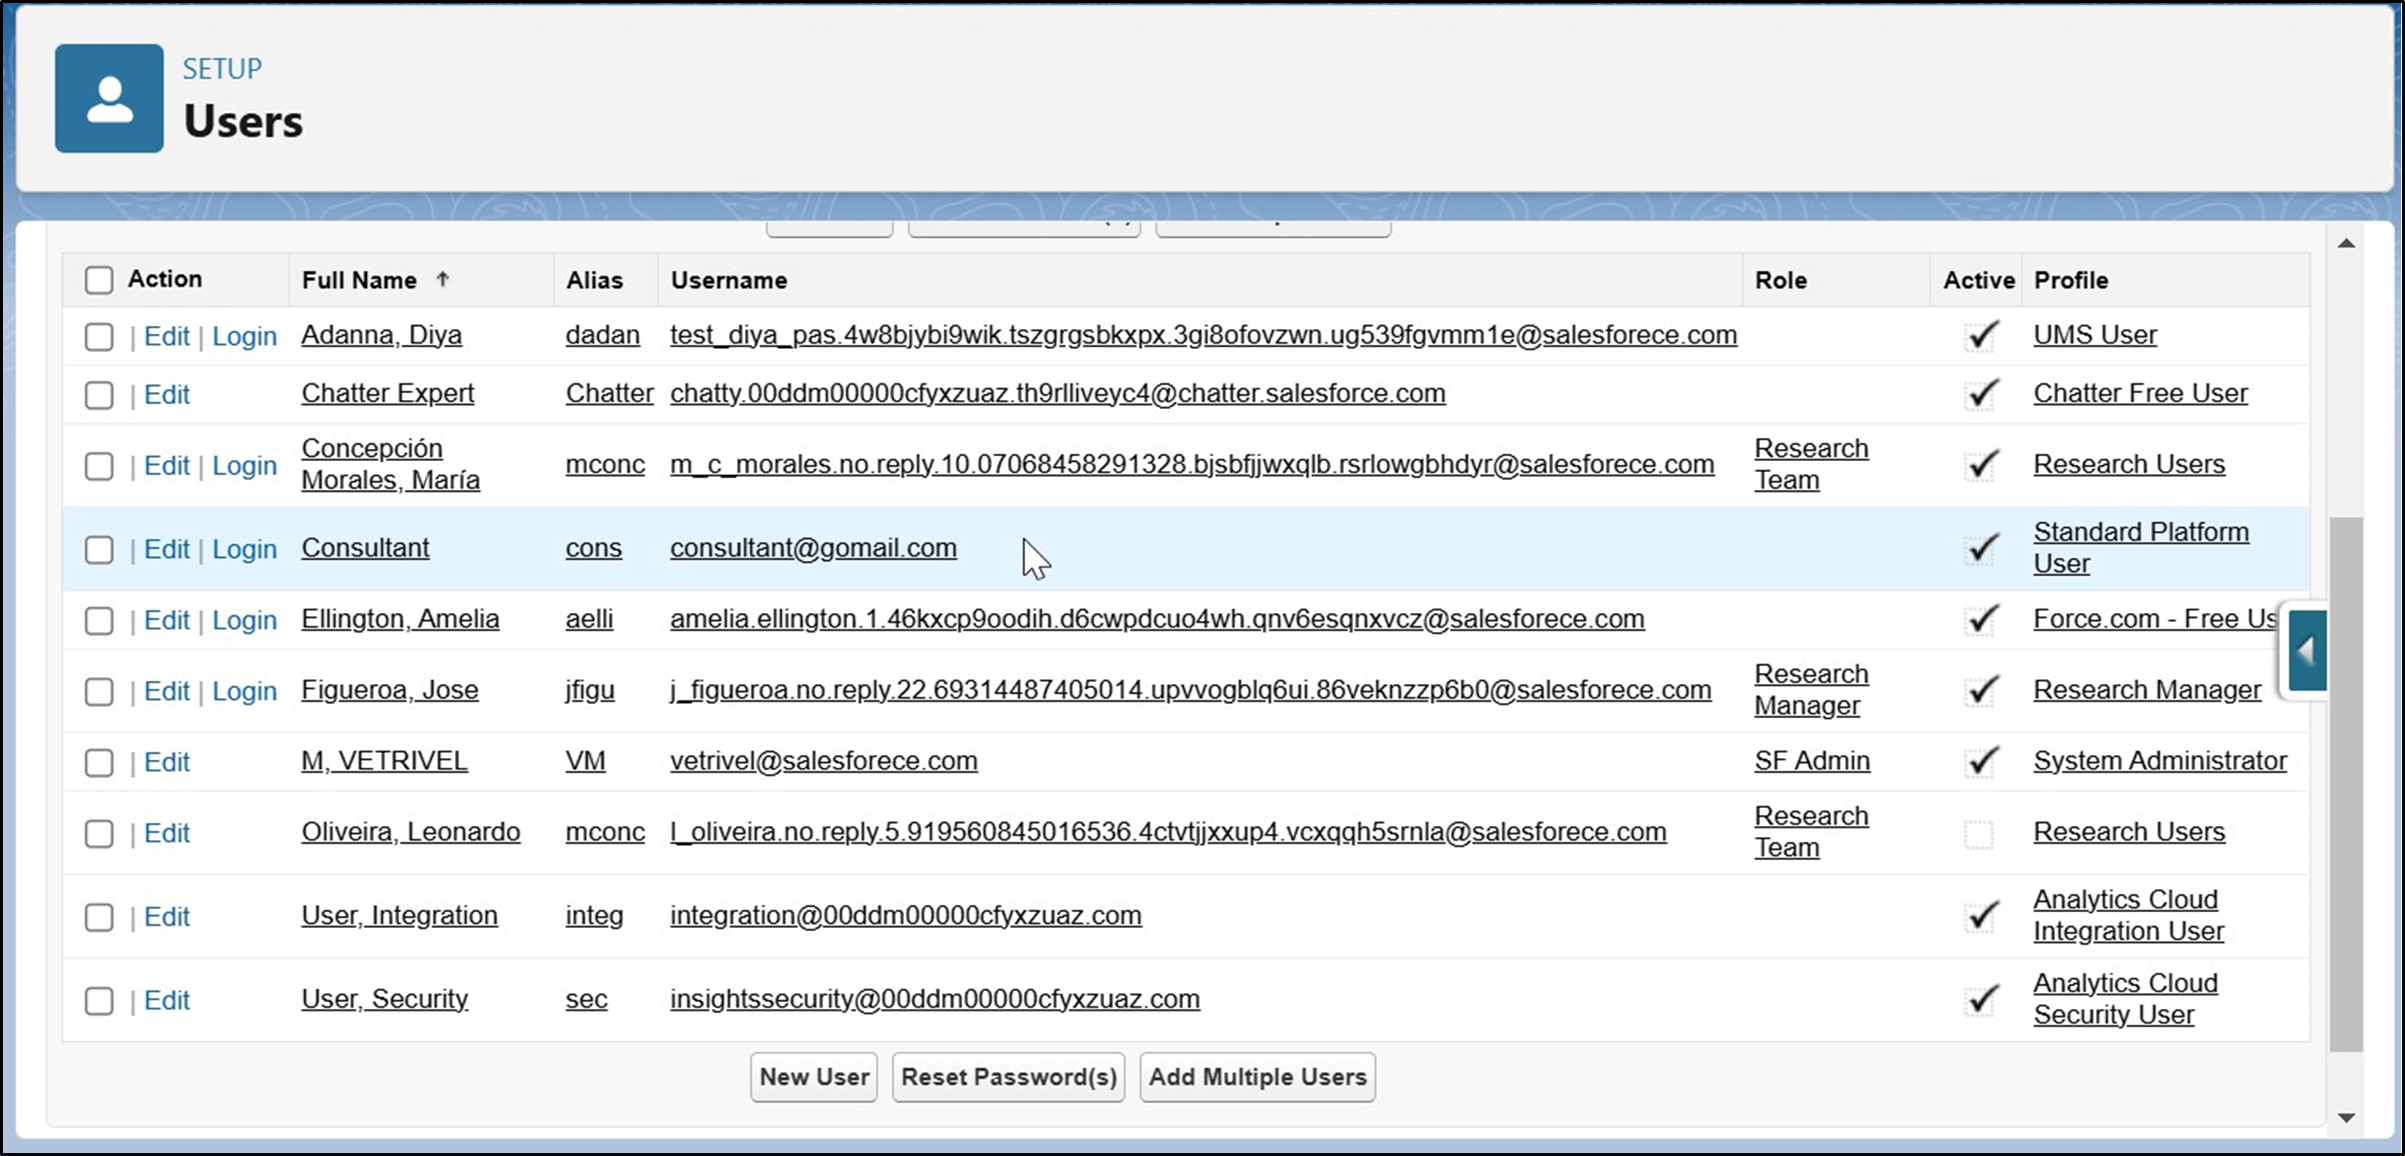 SETUP
Users
Action Full Name ↑ Alias Username Role Active Profile
| Edit | Login Adanna, Diya dadan test_diya_pas.4w8bjybi9wik.tszgrgsbkxpx.3gi8ofovzwn.ug539fgvmm1e@salesforece.com UMS User
| Edit Chatter Expert Chatter chatty.00ddm00000cfyxzuaz.th9rlliveyc4@chatter.salesforce.com Chatter Free User
| Edit | Login Concepción Morales, María mconc m_c_morales.no.reply.10.07068458291328.bjsbfjjwxqlb.rsrlowgbhdyr@salesforece.com Research Team Research Users
| Edit | Login Consultant cons consultant@gomail.com Standard Platform User
| Edit | Login Ellington, Amelia aelli amelia.ellington.1.46kxcp9oodih.d6cwpdcuo4wh.qnv6esqnxvcz@salesforece.com Force.com - Free Us
| Edit | Login Figueroa, Jose jfigu j_figueroa.no.reply.22.69314487405014.upvvogblq6ui.86veknzzp6b0@salesforece.com Research Manager Research Manager
| Edit M, VETRIVEL VM vetrivel@salesforece.com SF Admin System Administrator
| Edit Oliveira, Leonardo mconc l_oliveira.no.reply.5.919560845016536.4ctvtjjxxup4.vcxqqh5srnla@salesforece.com Research Team Research Users
| Edit User, Integration integ integration@00ddm00000cfyxzuaz.com Analytics Cloud Integration User
| Edit User, Security sec insightssecurity@00ddm00000cfyxzuaz.com Analytics Cloud Security User
New User Reset Password(s) Add Multiple Users